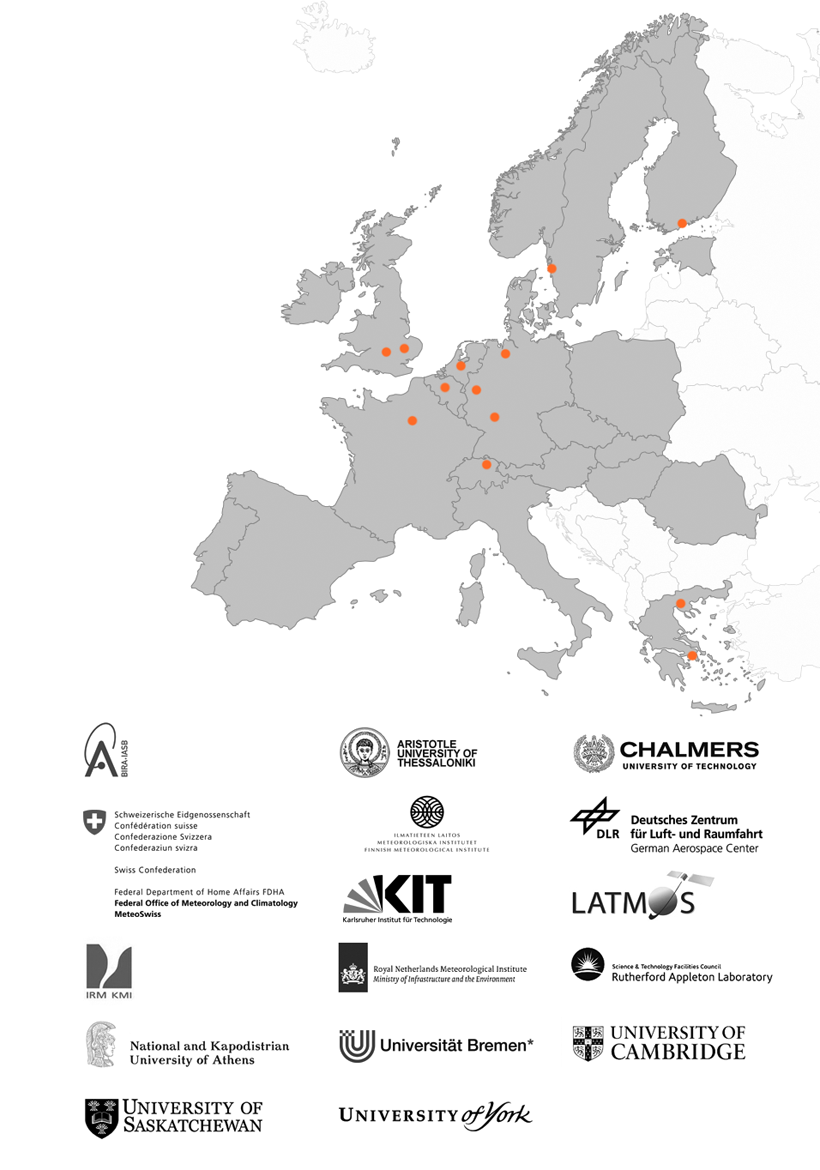 BIRA-IASB
ARISTOTLE
UNIVERSITY OF
THESSALONIKI
CHALMERS
UNIVERSITY OF TECHNOLOGY
Schweizerische Eidgenossenschaft
Confédération suisse
Confederazione Svizzera
Confederaziun svizra
Swiss Confederation
Federal Department of Home Affairs FDHA
Federal Office of Meteorology and Climatology
MeteoSwiss
ILMATIETEEN LAITOS
METEOROLOGISKA INSTITUTET
FINNISH METEOROLOGICAL INSTITUTE
DLR
Deutsches Zentrum
für Luft- und Raumfahrt
German Aerospace Center
KIT
Karlsruher Institut für Technologie
LATMOS
IRM KMI
Royal Netherlands Meteorological Institute
Ministry of Infrastructure and the Environment
Science & Technology Facilities Council
Rutherford Appleton Laboratory
National and Kapodistrian
University of Athens
Universität Bremen*
UNIVERSITY OF
CAMBRIDGE
UNIVERSITY OF
SASKATCHEWAN
UNIVERSITY of York